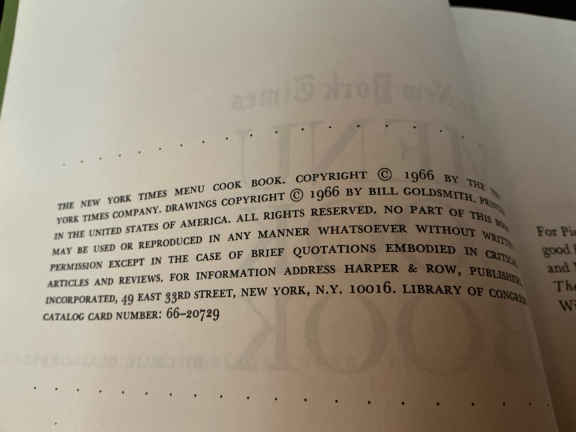 THE NEW YORK TIMES MENU COOK BOOK. COPYRIGHT © 1966 BY THE
YORK TIMES COMPANY. DRAWINGS COPYRIGHT © 1966 BY BILL GOLDSMITH.
IN THE UNITED STATES OF AMERICA. ALL RIGHTS RESERVED. NO PART OF THIS BOOK
MAY BE USED OR REPRODUCED IN ANY MANNER WHATSOEVER WITHOUT
PERMISSION EXCEPT IN THE CASE OF BRIEF QUOTATIONS EMBODIED IN CRITICAL
ARTICLES AND REVIEWS. FOR INFORMATION ADDRESS HARPER & ROW,
INCORPORATED, 49 EAST 33RD STREET, NEW YORK, N.Y. 10016. LIBRARY OF
CATALOG CARD NUMBER: 66-20729
For
good
and
The